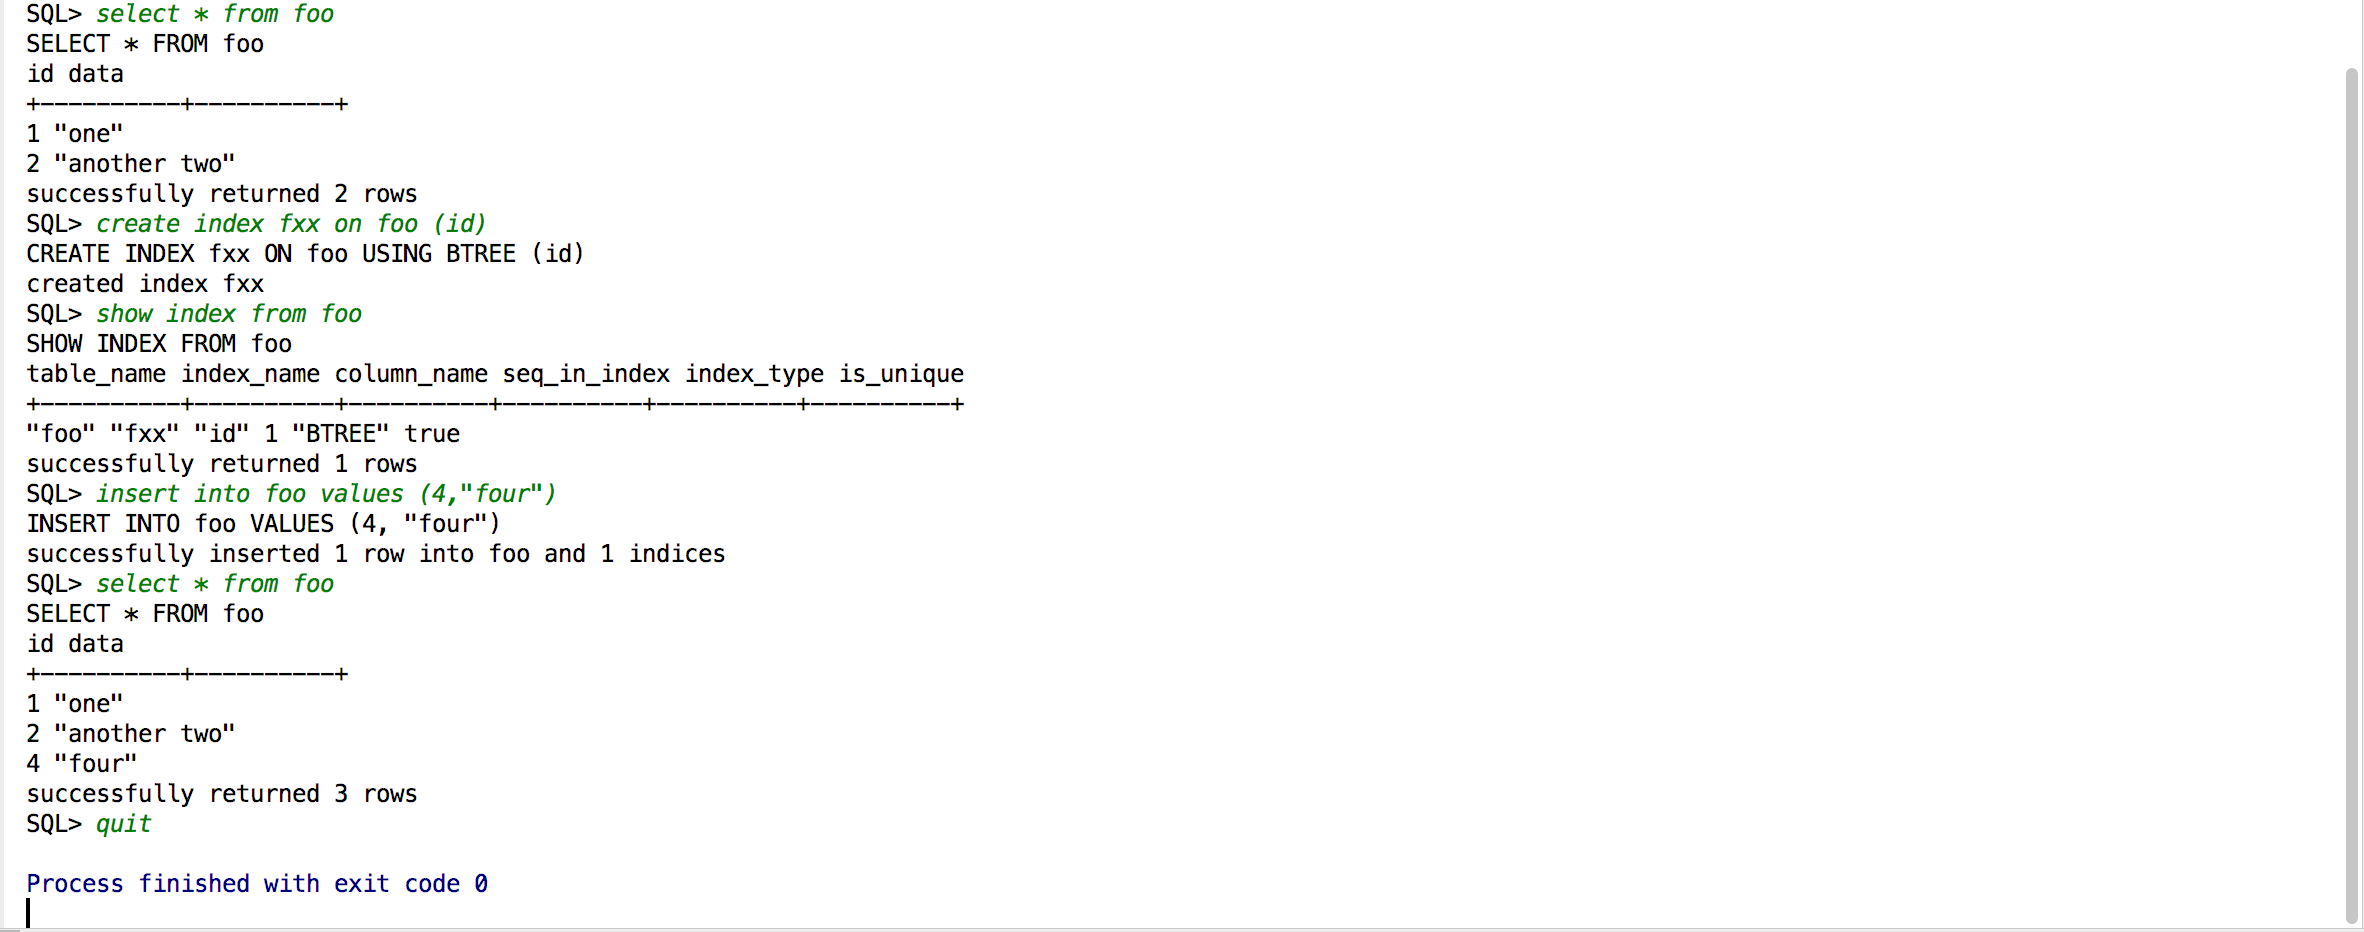 SQL> select * from foo
SELECT * FROM foo
id data
+----------+----------+
1 "one"
2 "another two"
successfully returned 2 rows
SQL> create index fxx on foo (id)
CREATE INDEX fxx ON foo USING BTREE (id)
created index fxx
SQL> show index from foo
SHOW INDEX FROM foo
table_name index_name column_name seq_in_index index_type is_unique
+----------+----------+----------+----------+----------+----------+
"foo" "fxx" "id" 1 "BTREE" true
successfully returned 1 rows
SQL> insert into foo values (4,"four")
INSERT INTO foo VALUES (4, "four")
successfully inserted 1 row into foo and 1 indices
SQL> select * from foo
SELECT * FROM foo
id data
+----------+----------+
1 "one"
2 "another two"
4 "four"
successfully returned 3 rows
SQL> quit
Process finished with exit code 0